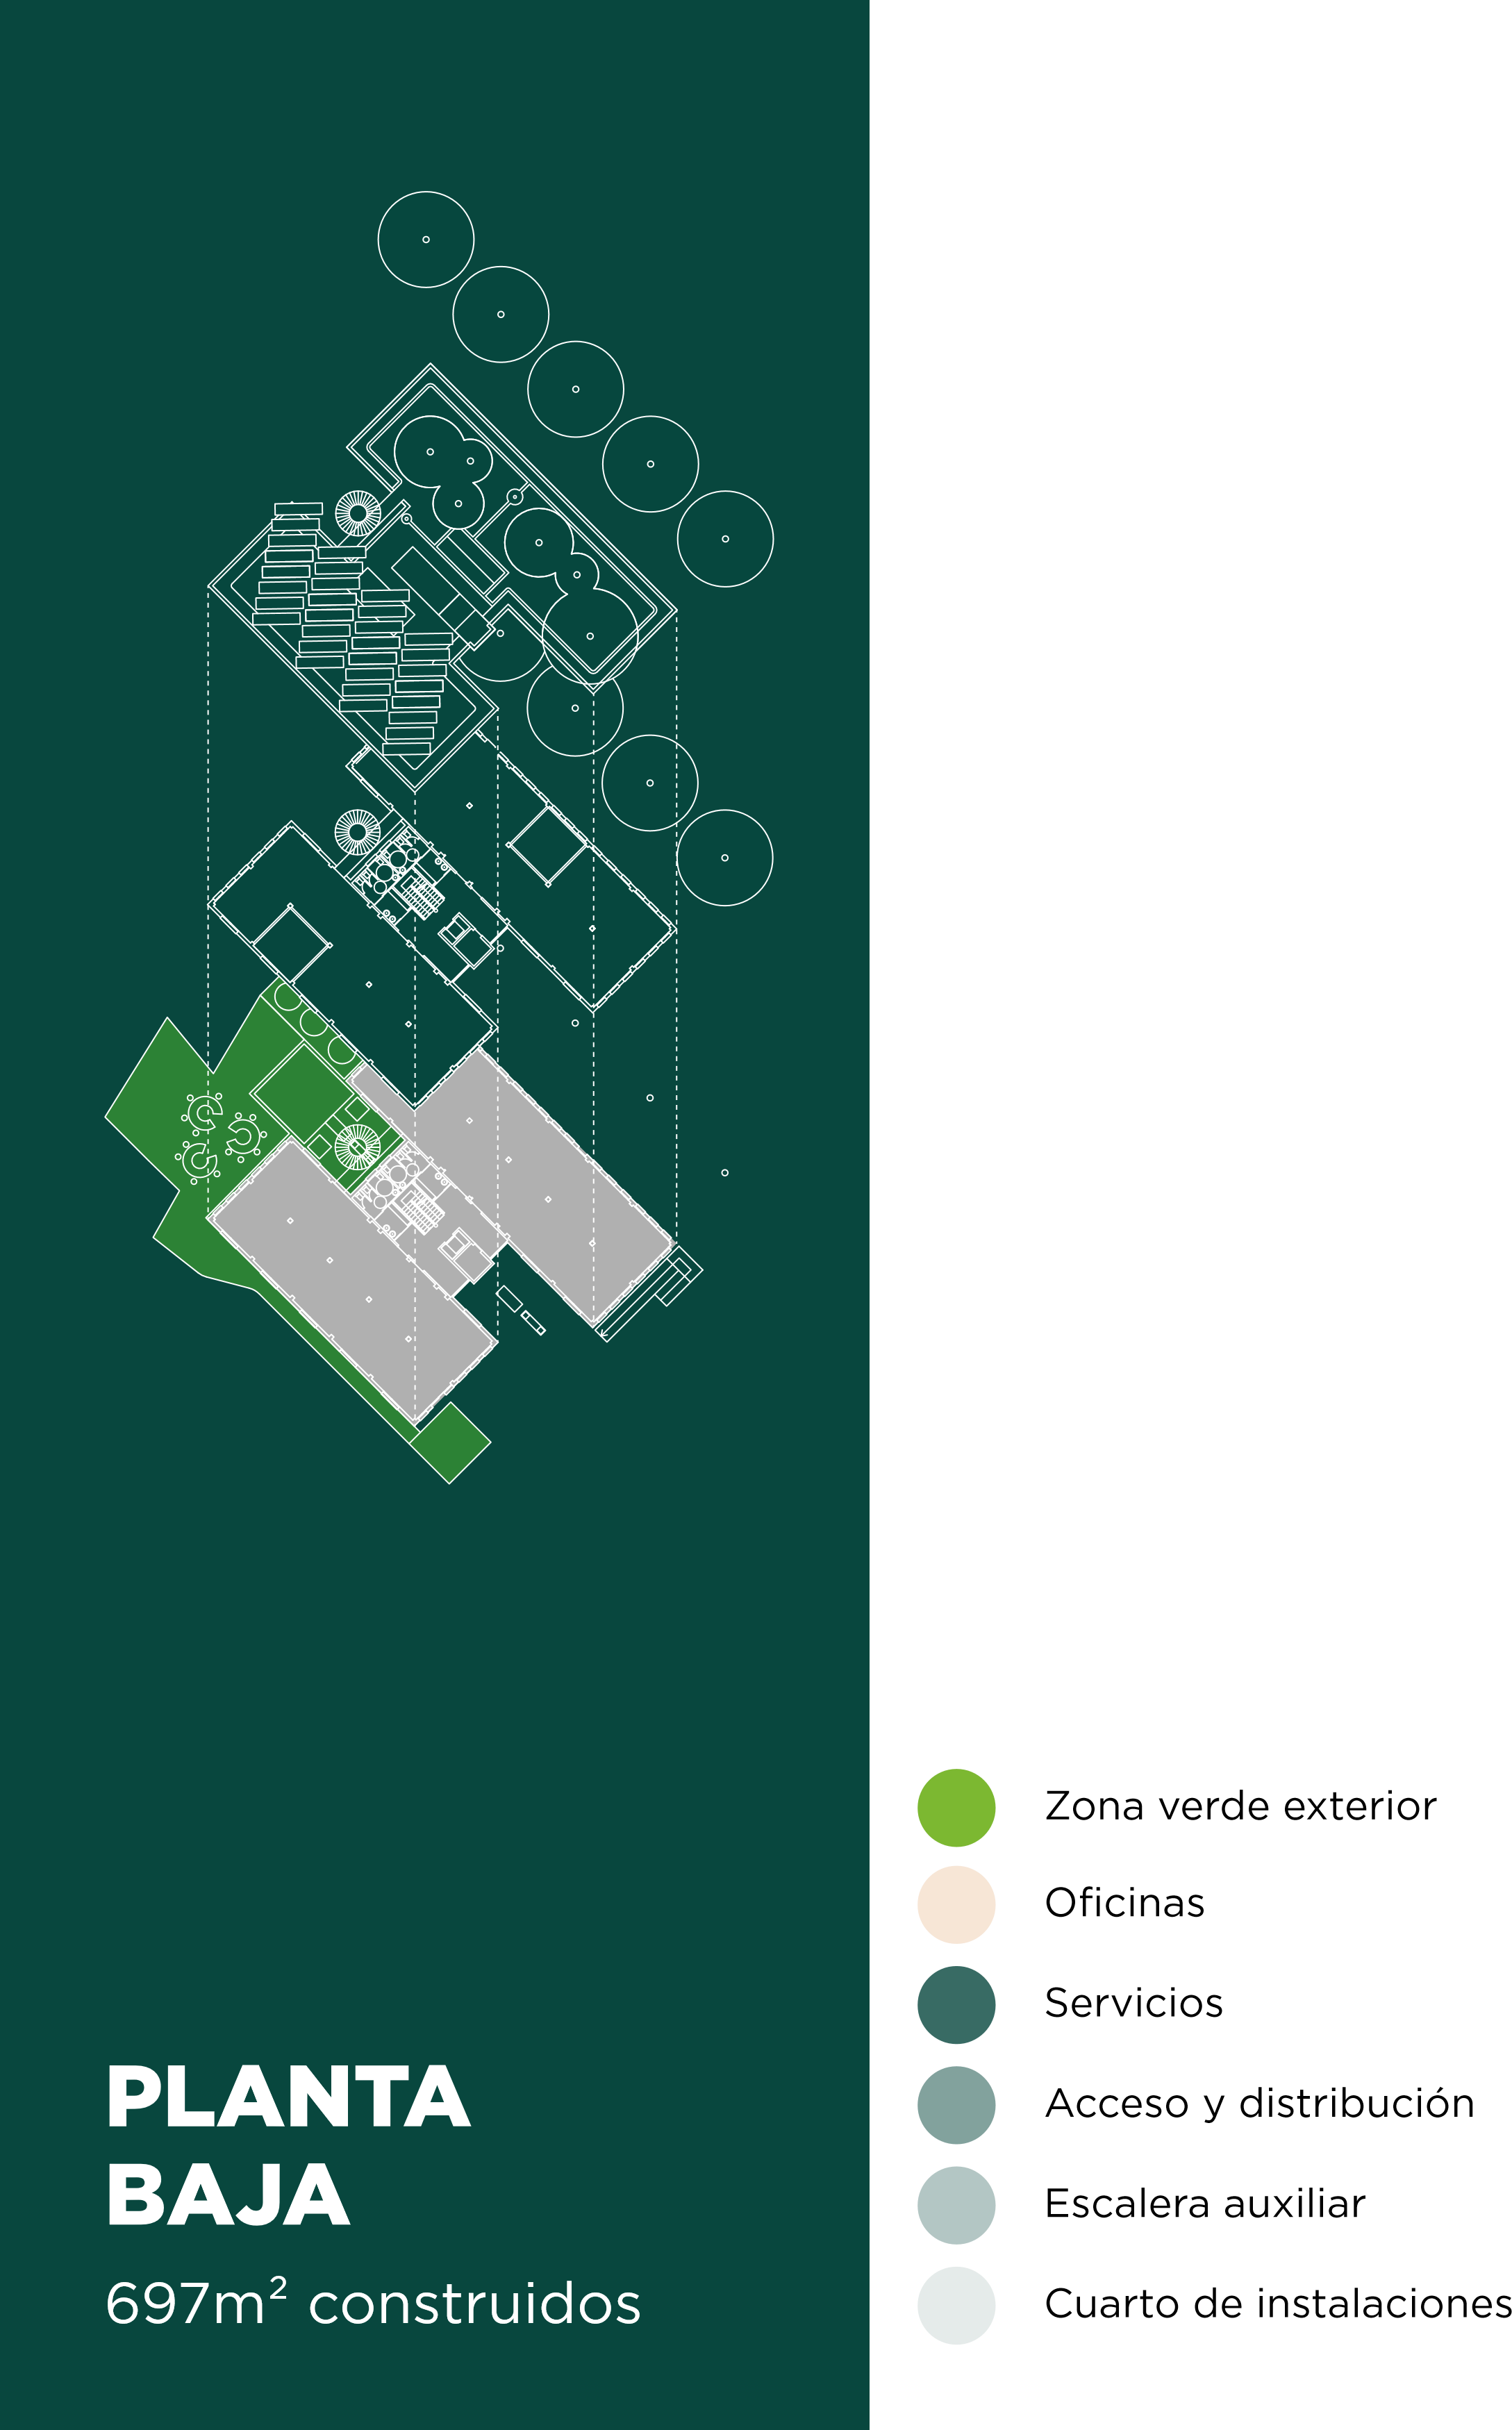 PLANTA
BAJA
697m² construidos
Zona verde exterior
Oficinas
Servicios
Acceso y distribución
Escalera auxiliar
Cuarto de instalaciones